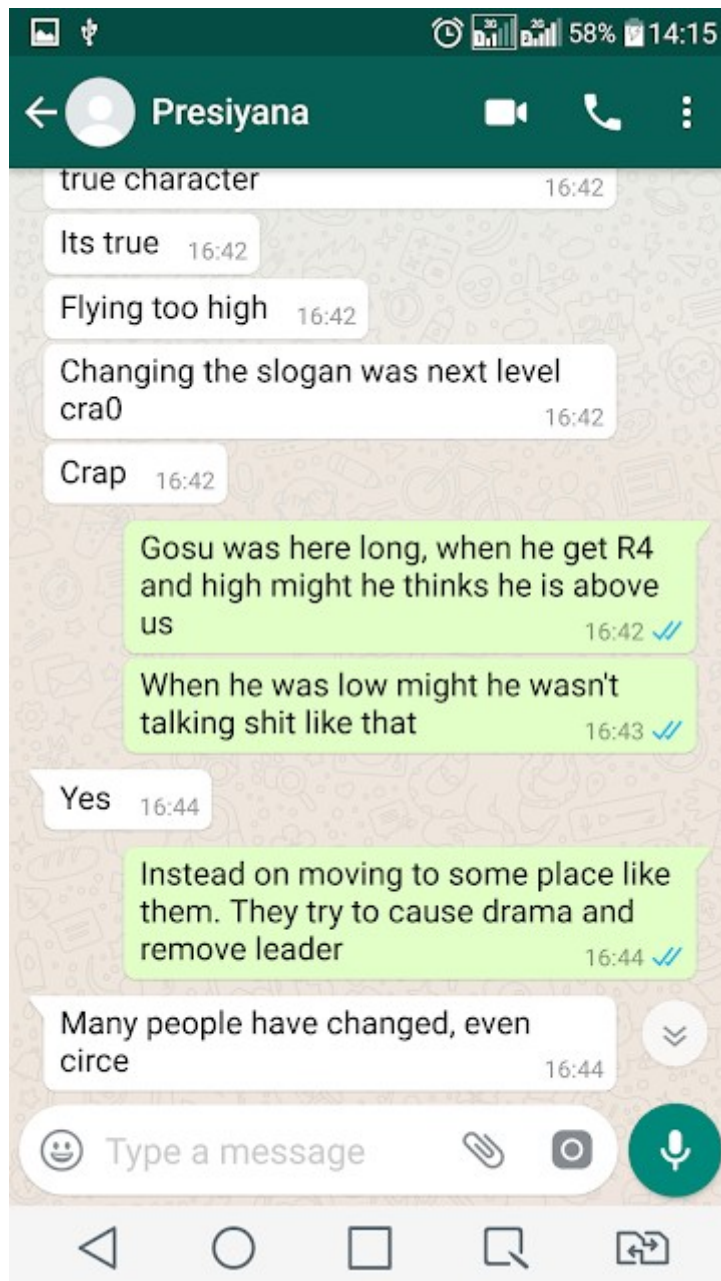 58% 14:15
Presiyana
true character
16:42
Its true 16:42
Flying too high 16:42
Changing the slogan was next level
cra0 16:42
Crap 16:42
Gosu was here long, when he get R4
and high might he thinks he is above
us 16:42
When he was low might he wasn't
talking shit like that 16:43
Yes 16:44
Instead on moving to some place like
them. They try to cause drama and
remove leader 16:44
Many people have changed, even
circe 16:44
Type a message